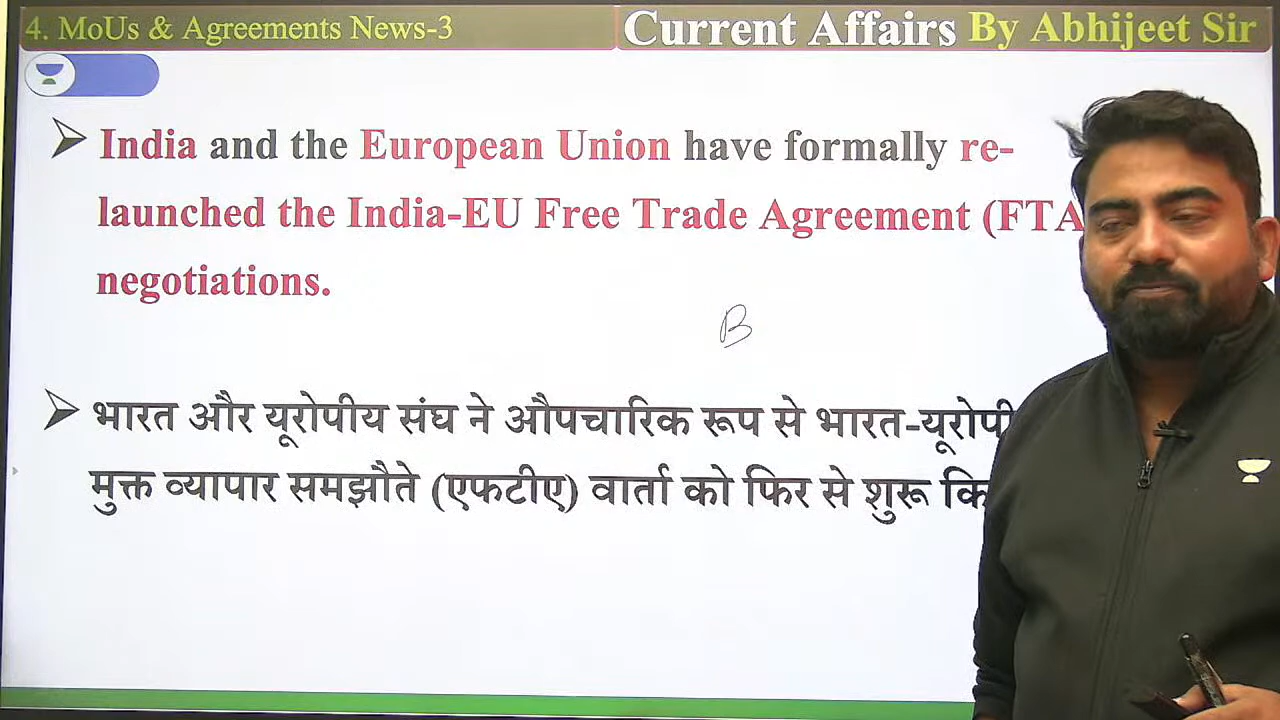 4. MoUs & Agreements News-3
Current Affairs By Abhijeet Sir
India and the European Union have formally re-
launched the India-EU Free Trade Agreement (FTA
negotiations.
B
भारत और यूरोपीय संघ ने औपचारिक रूप से भारत-यूरोपी
मुक्त व्यापार समझौते (एफटीए) वार्ता को फिर से शुरू कि